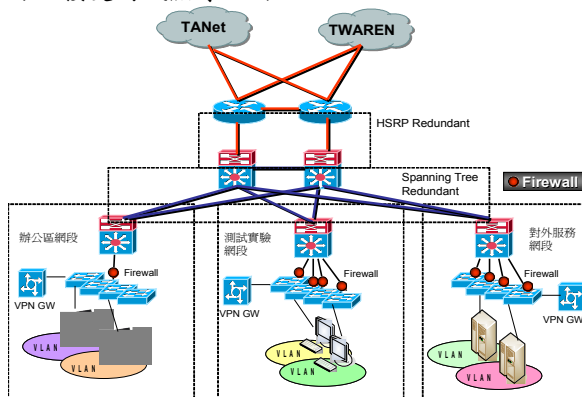 TANet
TWAREN
HSRP Redundant
Spanning Tree
Redundant
Firewall
辦公區網段
測試實驗
網段
對外服務
網段
Firewall
Firewall
Firewall
VPN GW
VPN GW
VPN GW
VLAN
VLAN
VLAN
VLAN
VLAN
VLAN